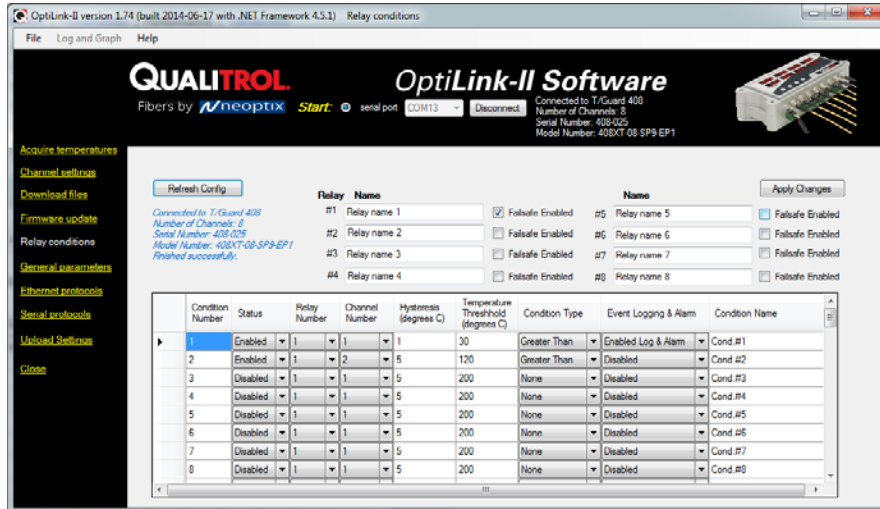 OptiLink-II version 1.74 (built 2014-06-17 with .NET Framework 4.5.1) Relay conditions
File Log and Graph Help
QUALITROL
Fibers by neoptix
OptiLink-II Software
Start: serial port COM13 Disconnect
Connected to T/Guard 408
Number of Channels: 8
Serial Number: 408-025
Model Number: 408XT-08-SP9-EP1
Acquire temperatures
Channel settings
Download files
Firmware update
Relay conditions
General parameters
Ethernet protocols
Serial protocols
Upload Settings
Close
Refresh Config
Connected to T/Guard 408
Number of Channels: 8
Serial Number: 408-025
Model Number: 408XT-08-SP9-EP1
Finished successfully.
Relay Name Name Apply Changes
#1 Relay name 1 Failsafe Enabled #5 Relay name 5 Failsafe Enabled
#2 Relay name 2 Failsafe Enabled #6 Relay name 6 Failsafe Enabled
#3 Relay name 3 Failsafe Enabled #7 Relay name 7 Failsafe Enabled
#4 Relay name 4 Failsafe Enabled #8 Relay name 8 Failsafe Enabled
Condition Number Status Relay Number Channel Number Hysteresis (degrees C) Temperature Threshhold (degrees C) Condition Type Event Logging & Alarm Condition Name
1 Enabled 1 1 1 30 Greater Than Enabled Log & Alarm Cond.#1
2 Enabled 1 2 5 120 Greater Than Disabled Cond.#2
3 Disabled 1 1 5 200 None Disabled Cond.#3
4 Disabled 1 1 5 200 None Disabled Cond.#4
5 Disabled 1 1 5 200 None Disabled Cond.#5
6 Disabled 1 1 5 200 None Disabled Cond.#6
7 Disabled 1 1 5 200 None Disabled Cond.#7
8 Disabled 1 1 5 200 None Disabled Cond.#8